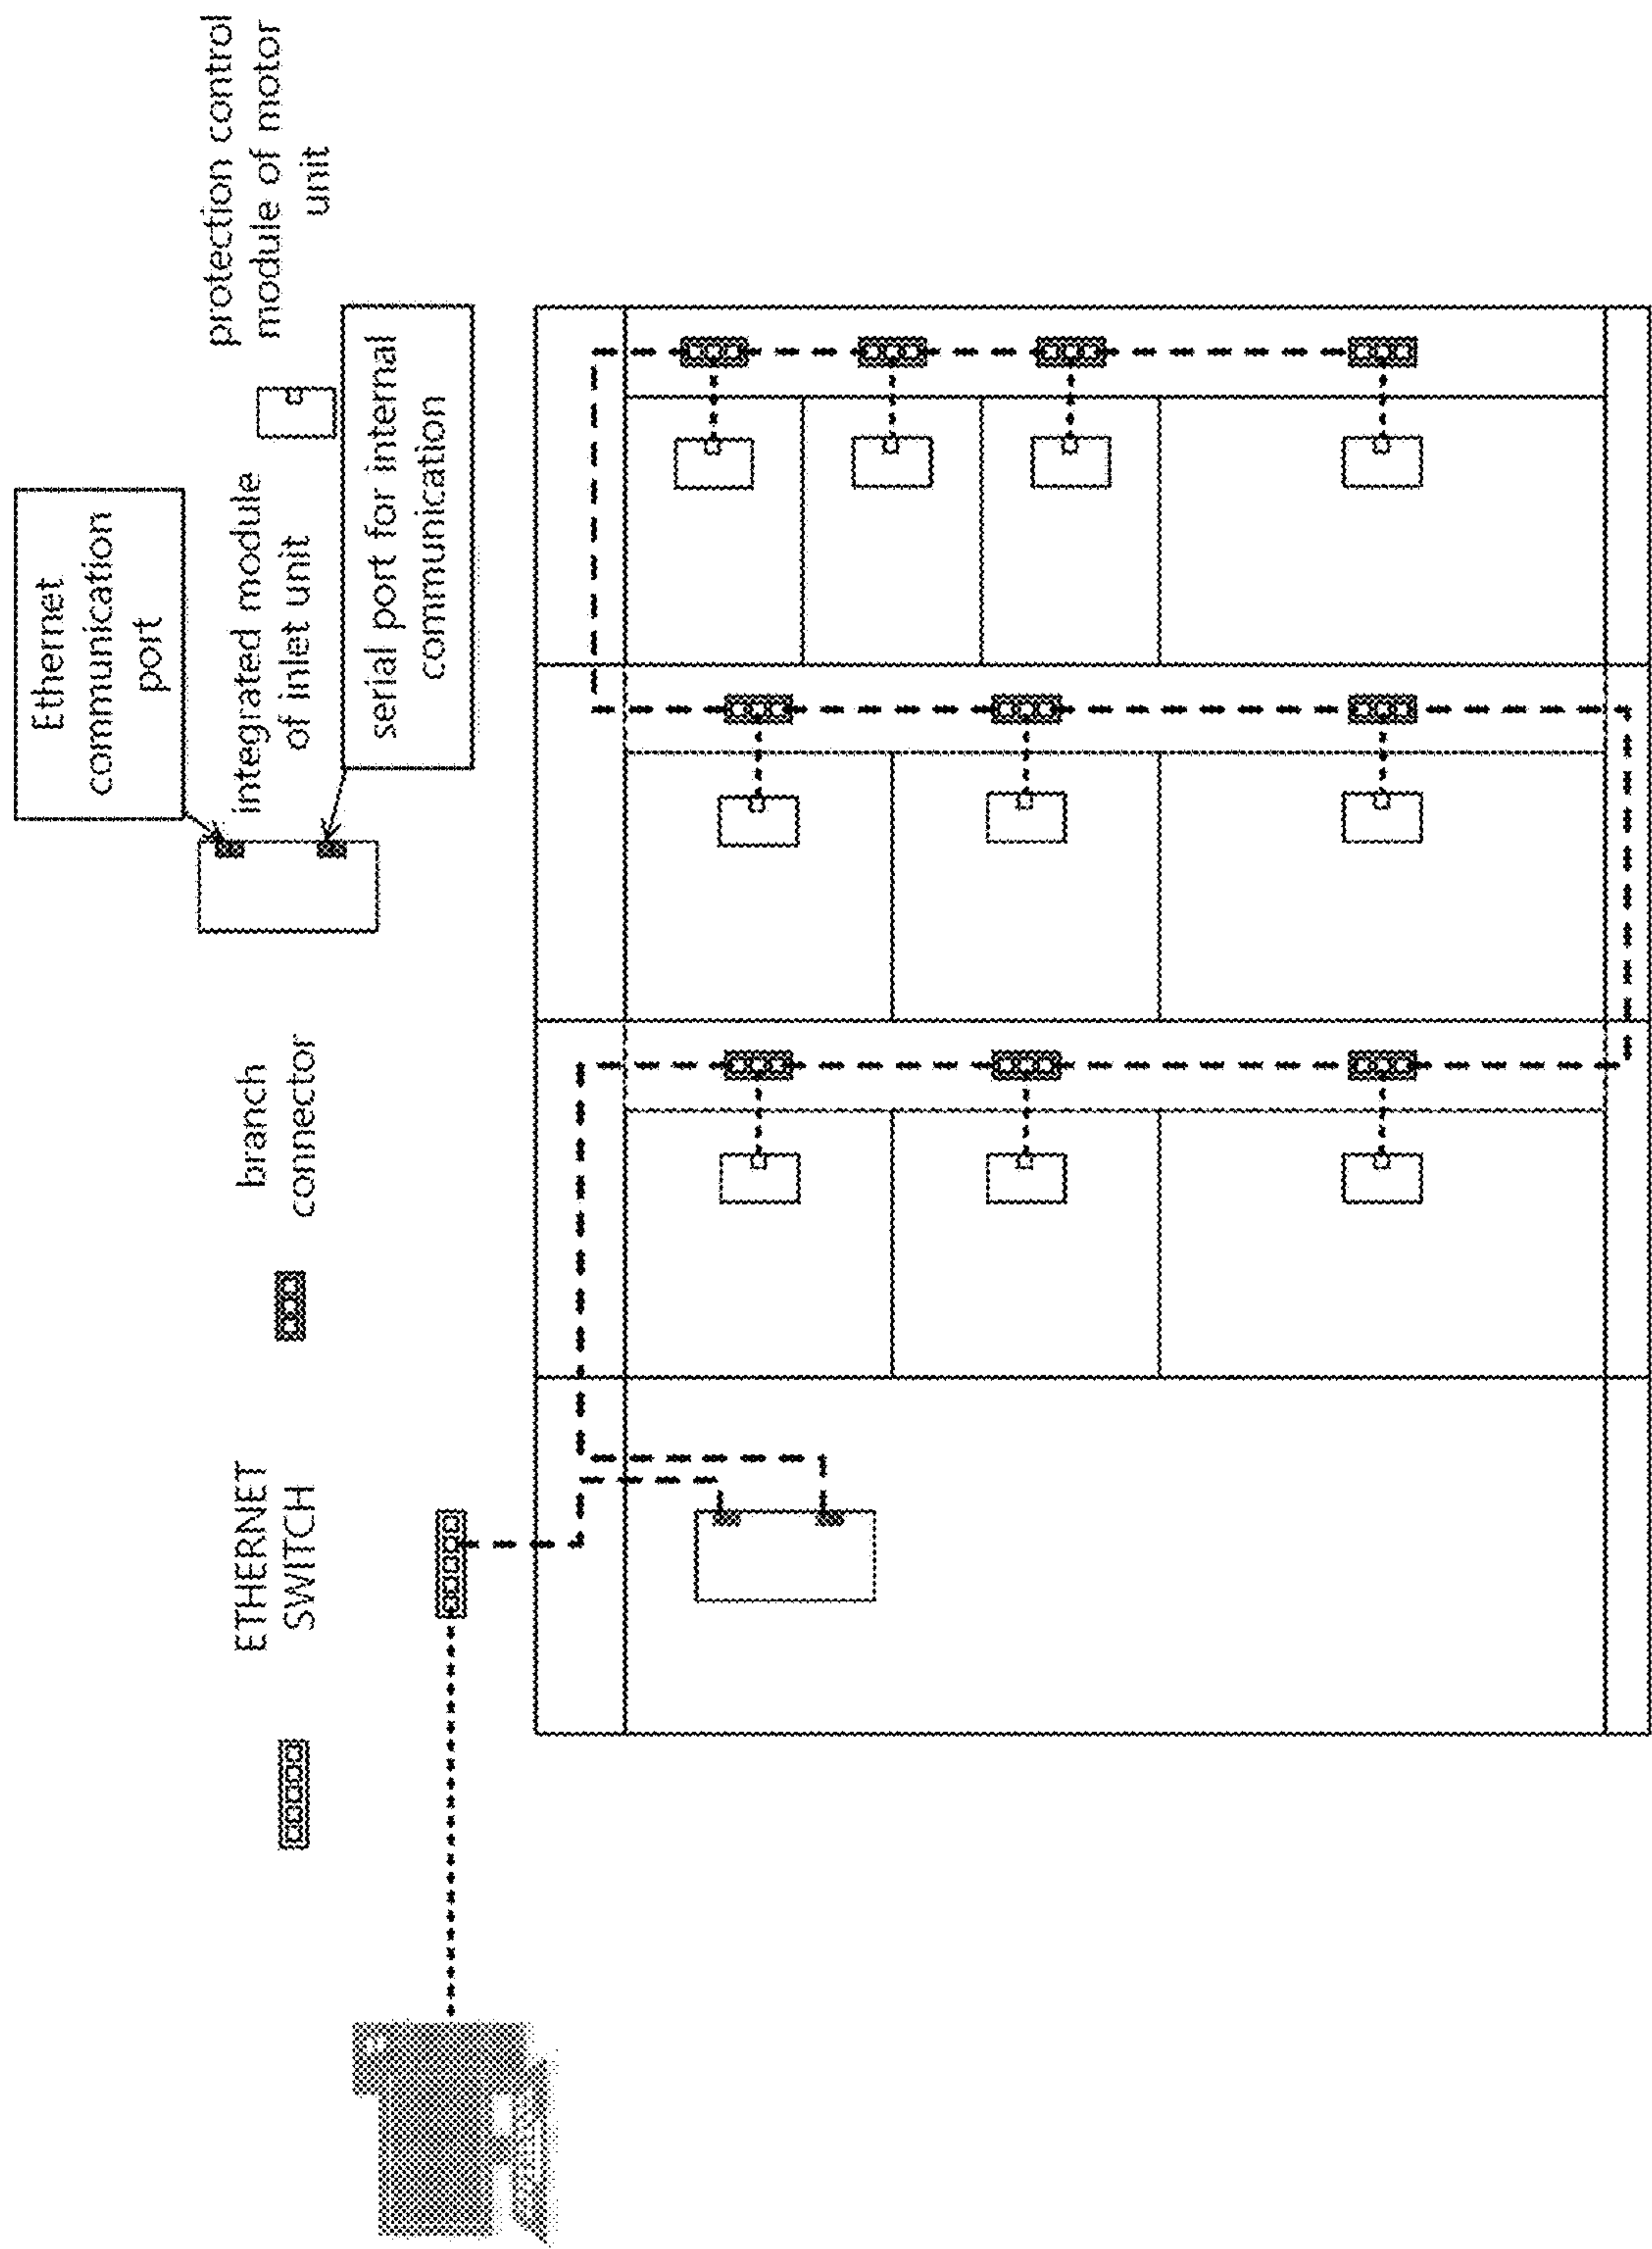 ETHERNET
SWITCH
branch
connector
Ethernet
communication
port
integrated module
of inlet unit
serial port for internal
communication
protection control
module of motor
unit